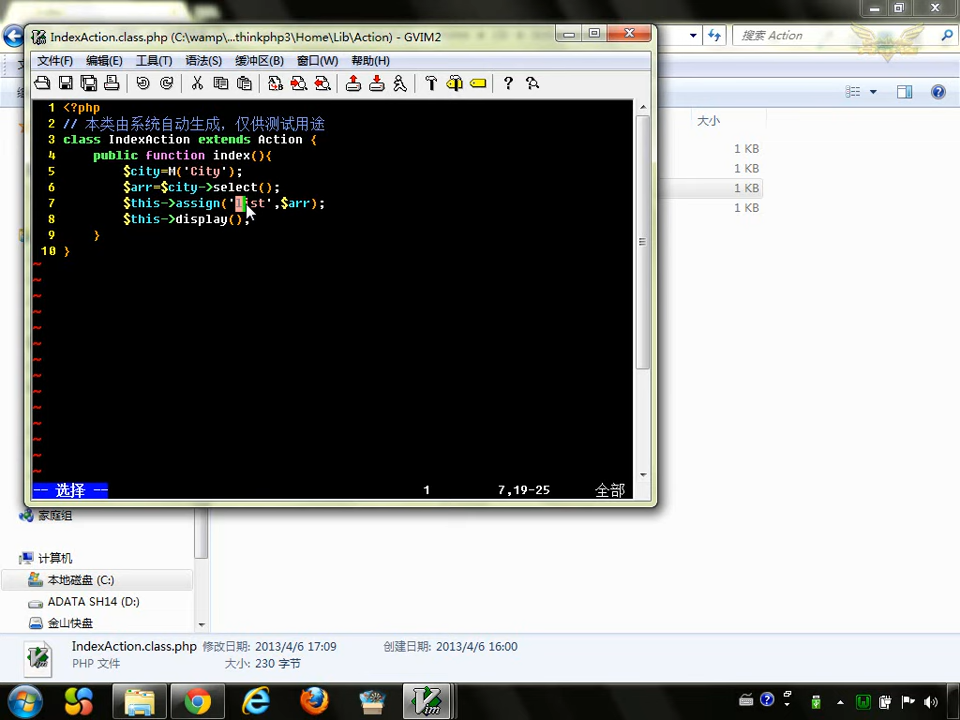 IndexAction.class.php (C:\wamp\...thinkphp3\Home\Lib\Action) - GVIM2
搜索 Action
文件(F) 编辑(E) 工具(T) 语法(S) 缓冲区(B) 窗口(W) 帮助(H)
大小
1 KB
1 KB
1 KB
1 KB
1 <?php
2 // 本类由系统自动生成，仅供测试用途
3 class IndexAction extends Action {
4 public function index(){
5 $city=M('City');
6 $arr=$city->select();
7 $this->assign('list',$arr);
8 $this->display();
9 }
10 }
~
~
~
~
~
~
~
~
~
~
~
~
~
~
-- 选择 -- 1 7,19-25 全部
家庭组
计算机
本地磁盘 (C:)
ADATA SH14 (D:)
金山快盘
IndexAction.class.php 修改日期: 2013/4/6 17:09 创建日期: 2013/4/6 16:00
PHP 文件 大小: 230 字节